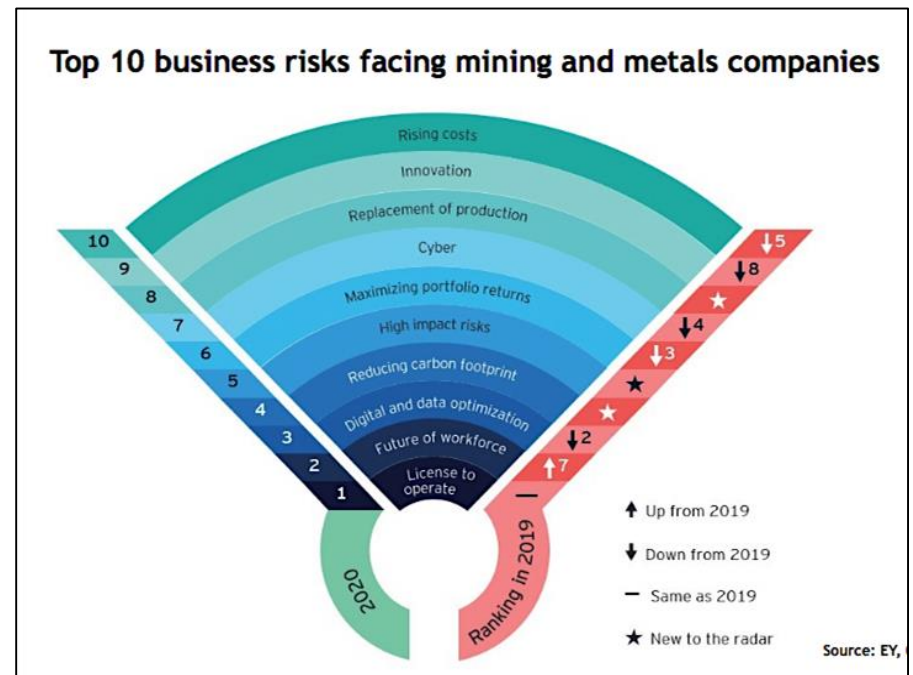 Top 10 business risks facing mining and metals companies
Rising costs
Innovation
Replacement of production
Cyber
Maximizing portfolio returns
High impact risks
Reducing carbon footprint
Digital and data optimization
Future of workforce
License to
operate
10
9
8
7
6
5
4
3
2
1
2020
↓5
↓8
★
↓4
↓3
★
★
↓2
↑7
—
Ranking in 2019
↑ Up from 2019
↓ Down from 2019
— Same as 2019
★ New to the radar
Source: EY,